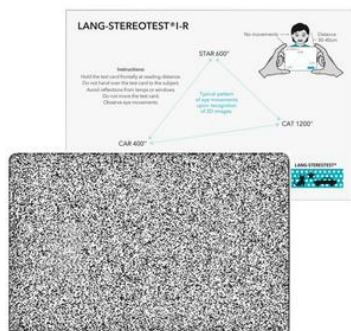 LANG-STEREOTEST®I-R
No movements
Distance
30-40cm
STAR 600"
Instructions:
Hold the test card frontally at reading distance.
Do not hand over the test card to the subject.
Avoid reflections from lamps or windows.
Do not move the test card.
Observe eye movements.
Typical pattern
of eye movements
upon recognition
of 3D images
CAT 1200"
CAR 400"
LANG-STEREOTEST®